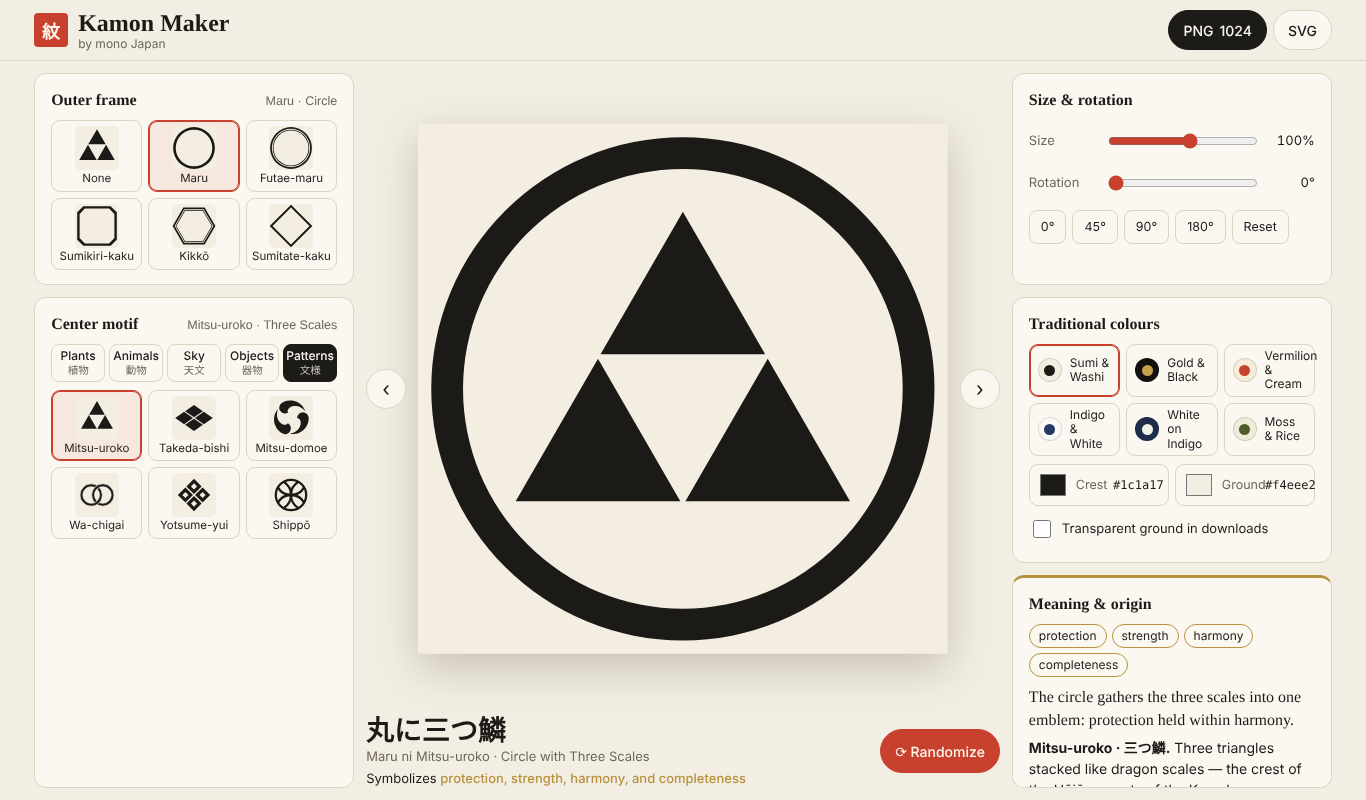 紋
Kamon Maker
by mono Japan
PNG 1024
SVG
Outer frame
Maru · Circle
None
Maru
Futae-maru
Sumikiri-kaku
Kikkō
Sumitate-kaku
Center motif
Mitsu-uroko · Three Scales
Plants
植物
Animals
動物
Sky
天文
Objects
器物
Patterns
文様
Mitsu-uroko
Takeda-bishi
Mitsu-domoe
Wa-chigai
Yotsume-yui
Shippō
‹
›
丸に三つ鱗
Maru ni Mitsu-uroko · Circle with Three Scales
Symbolizes protection, strength, harmony, and completeness
⟳ Randomize
Size & rotation
Size
100%
Rotation
0°
0°
45°
90°
180°
Reset
Traditional colours
Sumi &
Washi
Gold &
Black
Vermilion
&
Cream
Indigo
&
White
White
on
Indigo
Moss
& Rice
Crest #1c1a17
Ground #f4eee2
Transparent ground in downloads
Meaning & origin
protection
strength
harmony
completeness
The circle gathers the three scales into one
emblem: protection held within harmony.
Mitsu-uroko · 三つ鱗. Three triangles
stacked like dragon scales — the crest of